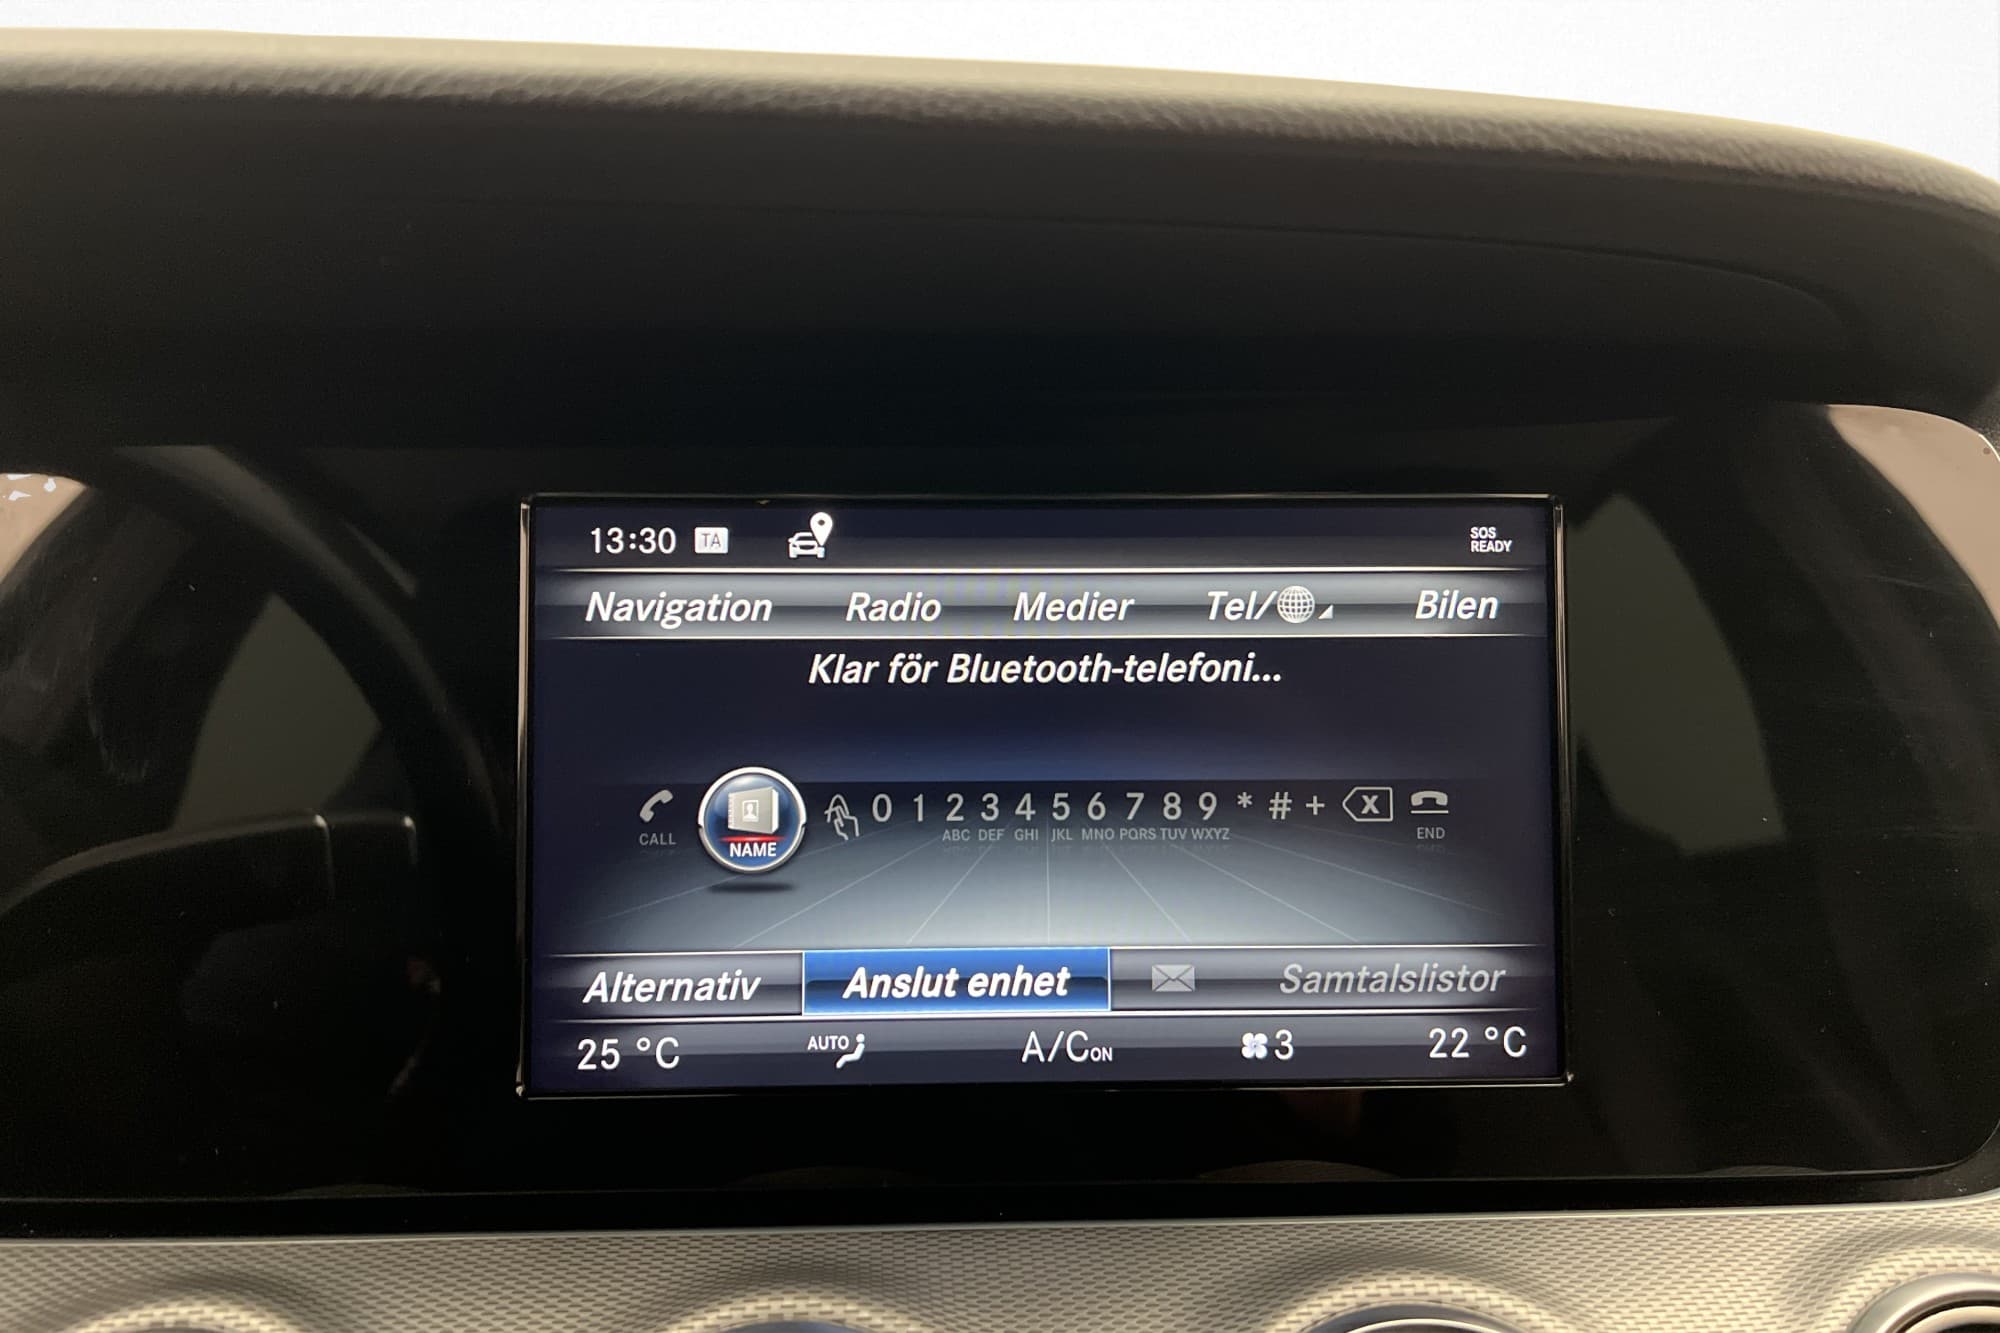 13:30 TA SOS READY
Navigation Radio Medier Tel/ Bilen
Klar för Bluetooth-telefoni...
CALL NAME 0 1 2 3 4 5 6 7 8 9 * # + X END
ABC DEF GHI JKL MNO PQRS TUV WXYZ
Alternativ Anslut enhet Samtalslistor
25 °C AUTO A/C ON 3 22 °C